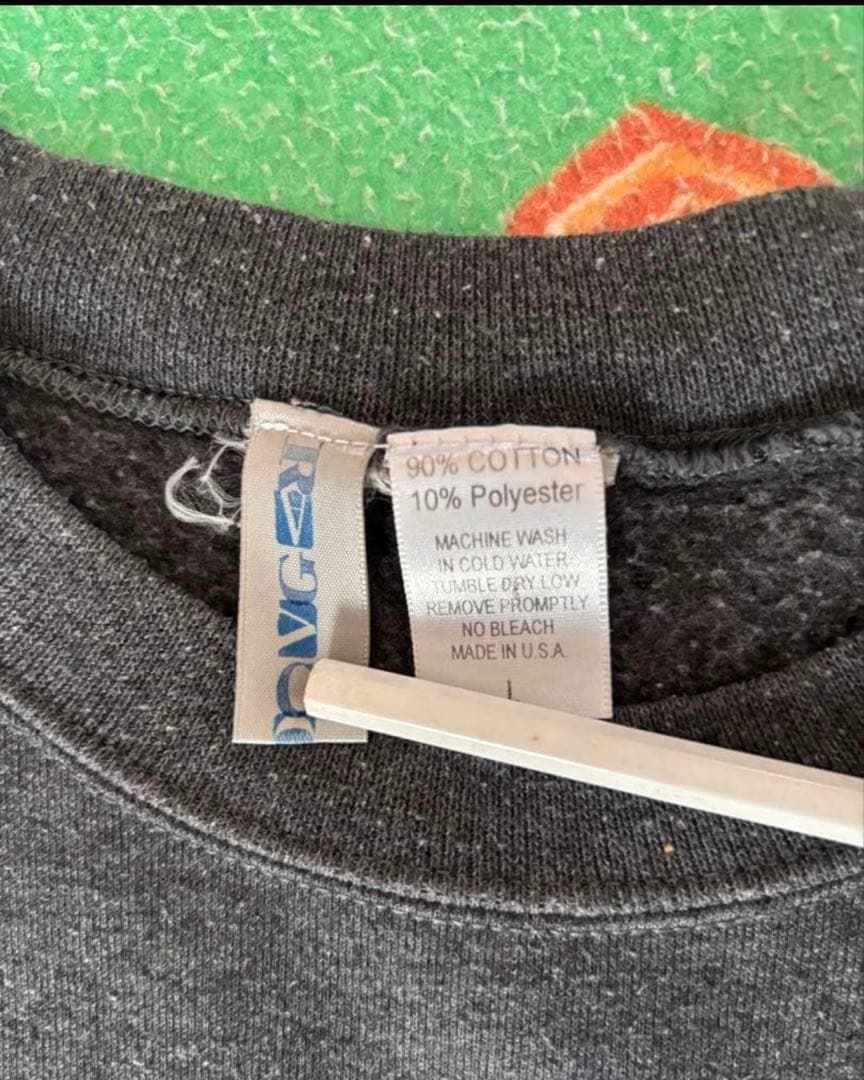 90% COTTON
10% Polyester
MACHINE WASH
IN COLD WATER
TUMBLE DRY LOW
REMOVE PROMPTLY
NO BLEACH
MADE IN U.S.A.
L